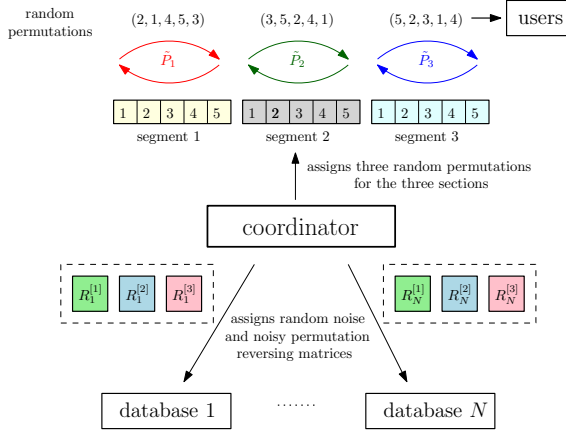 random
permutations
(2, 1, 4, 5, 3)
(3, 5, 2, 4, 1)
(5, 2, 3, 1, 4)
users
P̃₁
P̃₂
P̃₃
1 2 3 4 5
1 2 3 4 5
1 2 3 4 5
segment 1
segment 2
segment 3
assigns three random permutations
for the three sections
coordinator
R₁^[1] R₁^[2] R₁^[3]
R_N^[1] R_N^[2] R_N^[3]
assigns random noise
and noisy permutation
reversing matrices
database 1
.......
database N